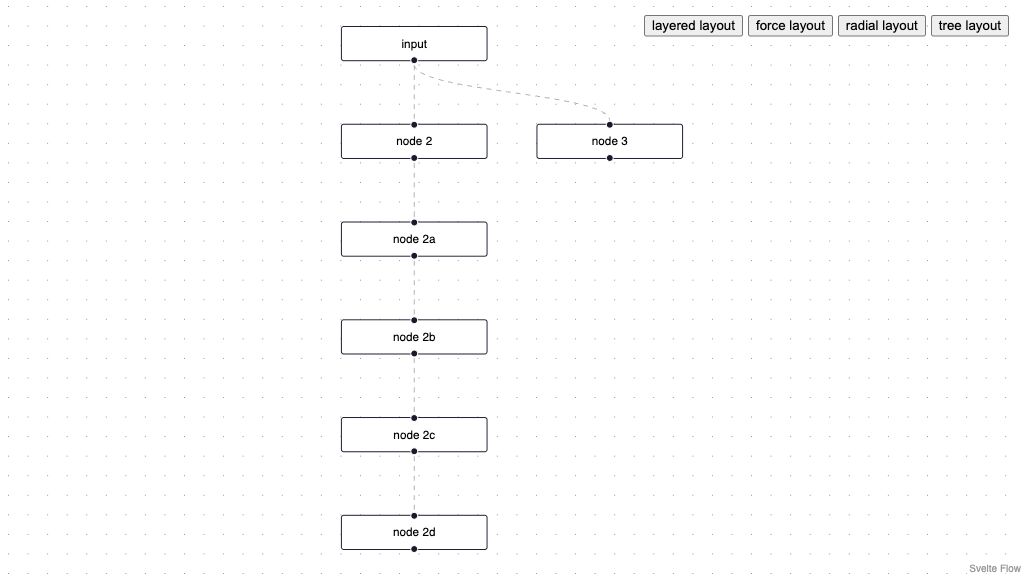 layered layout force layout radial layout tree layout
input
node 2 node 3
node 2a
node 2b
node 2c
node 2d
Svelte Flow